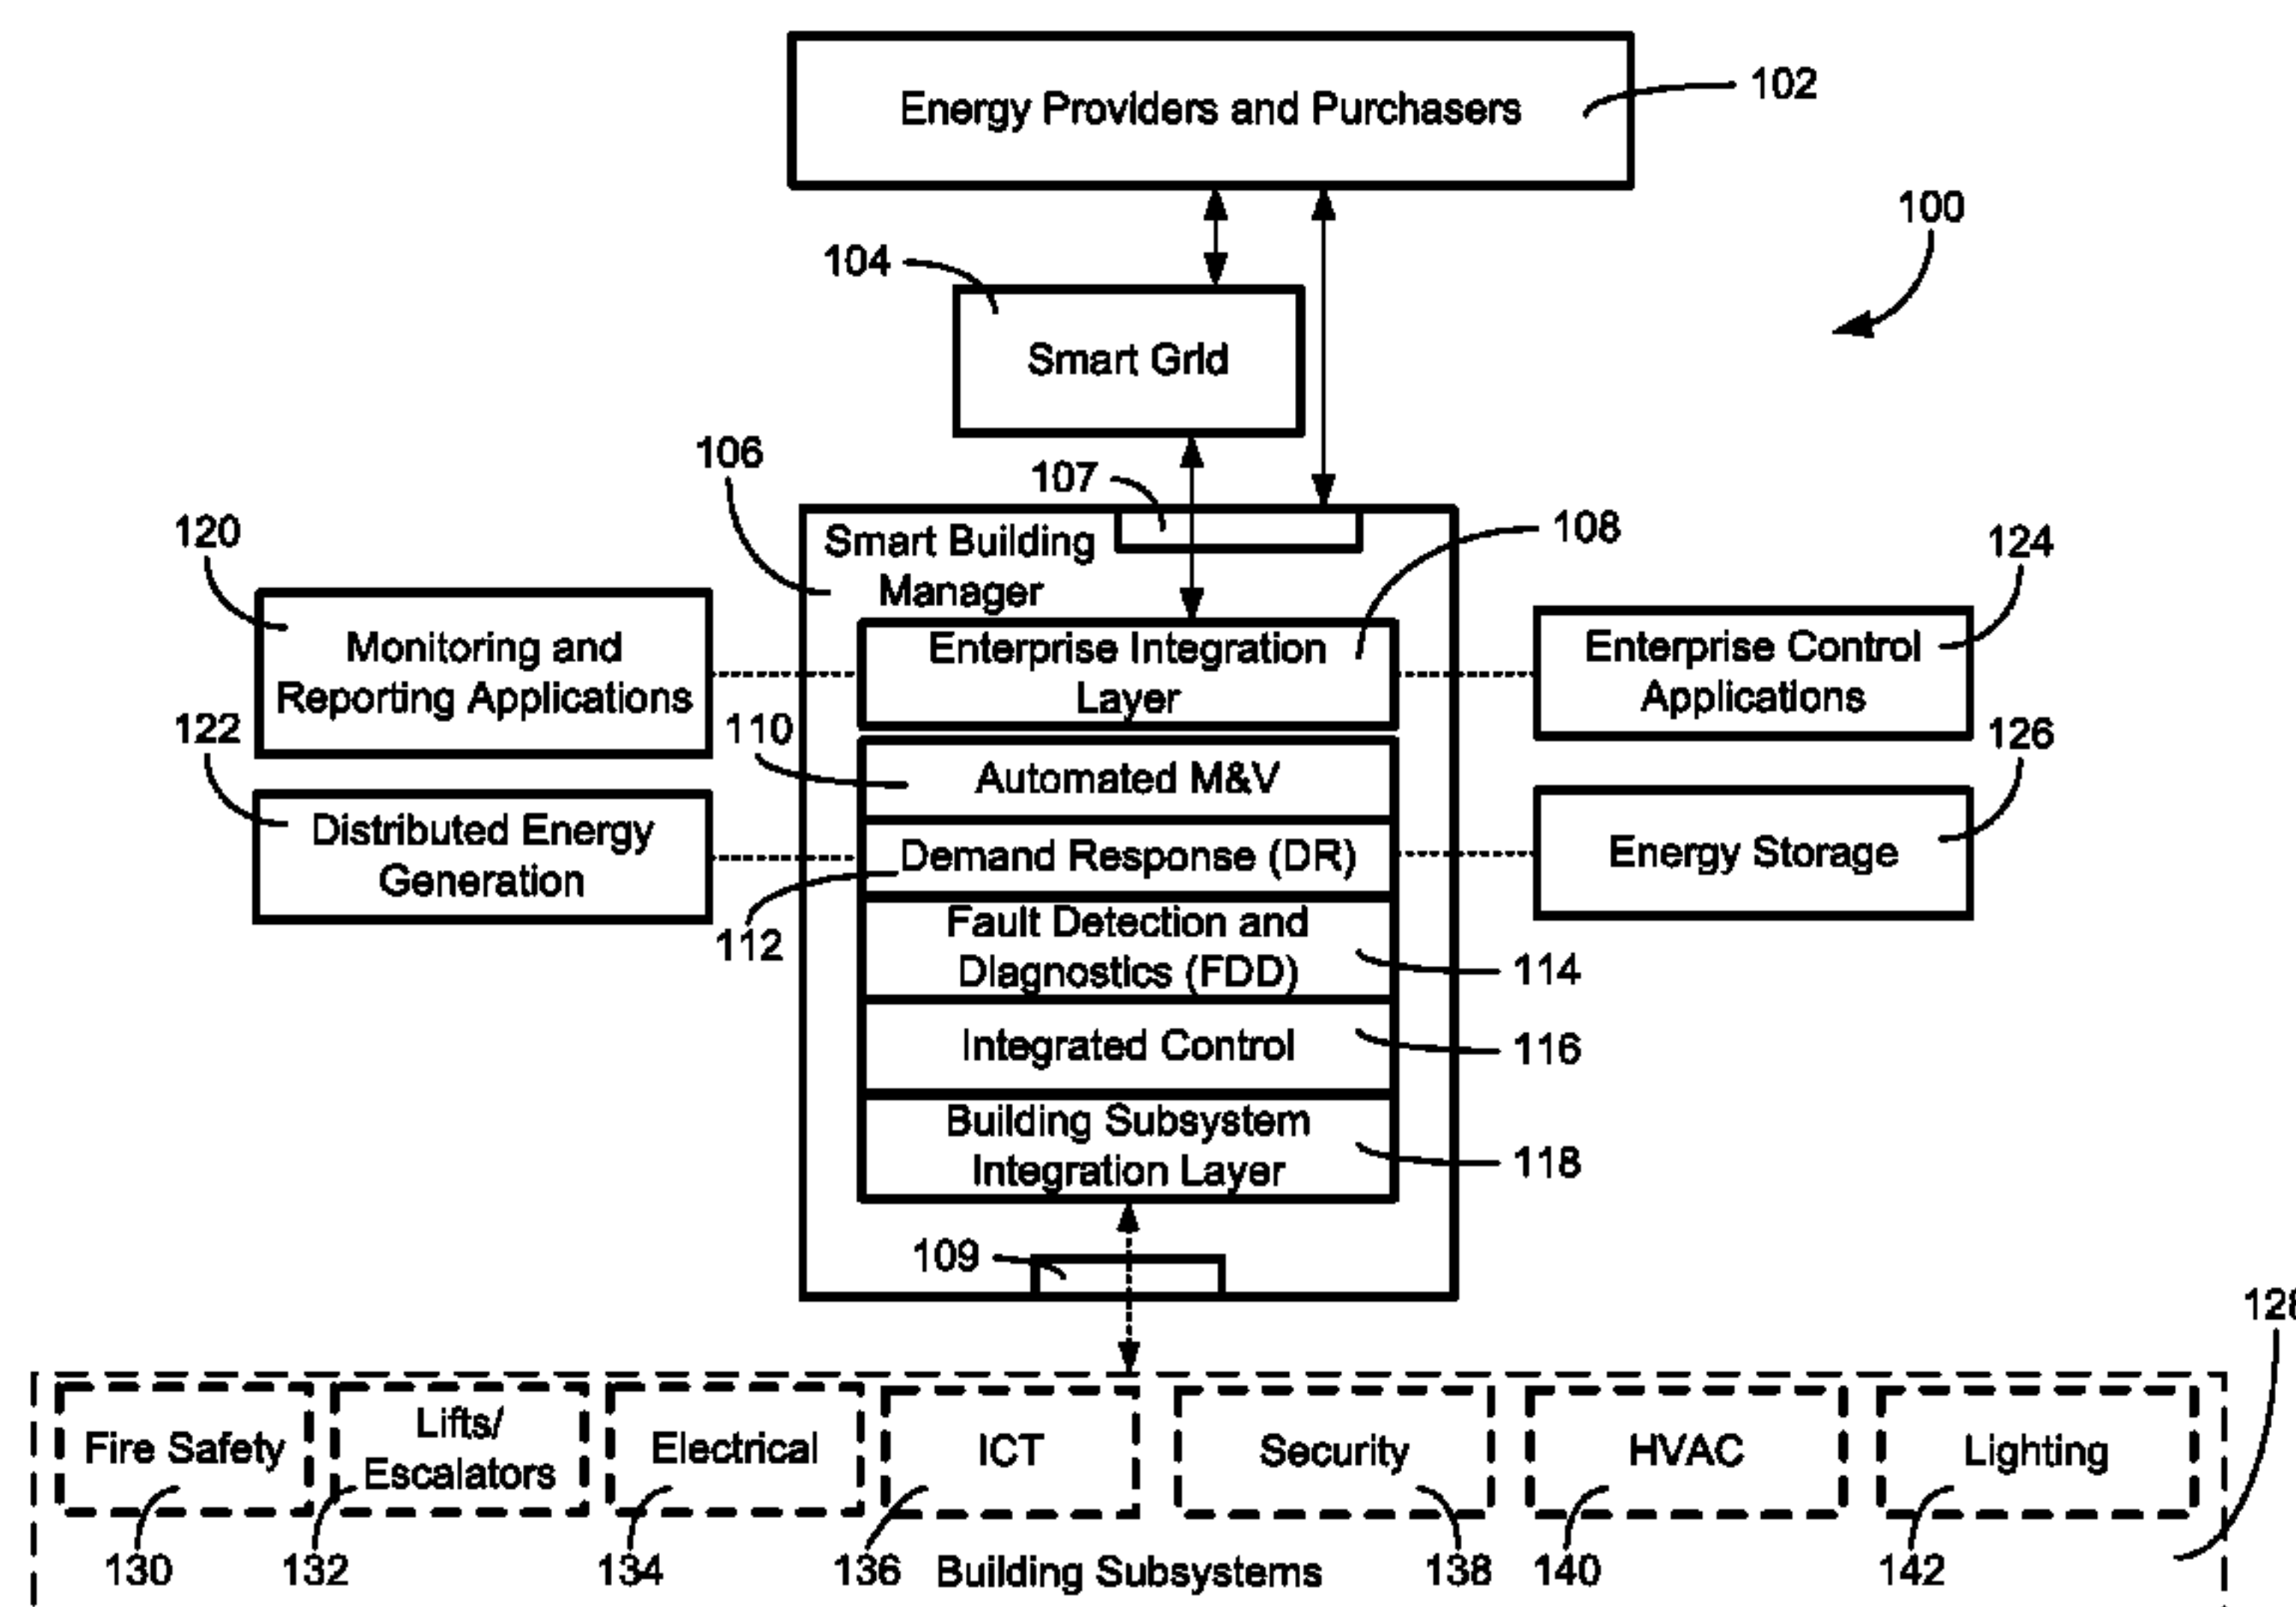 Energy Providers and Purchasers
102
100
104
Smart Grid
106
107
108
Smart Building
Manager
120
124
Monitoring and
Reporting Applications
Enterprise Integration
Layer
Enterprise Control
Applications
122
110
126
Automated M&V
Distributed Energy
Generation
Demand Response (DR)
Energy Storage
112
Fault Detection and
Diagnostics (FDD)
114
Integrated Control
116
Building Subsystem
Integration Layer
118
109
128
Fire Safety
Lifts/
Escalators
Electrical
ICT
Security
HVAC
Lighting
130
132
134
136
Building Subsystems
138
140
142